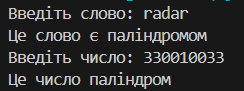 Введіть слово: radar
Це слово є паліндромом
Введіть число: 330010033
Це число паліндром